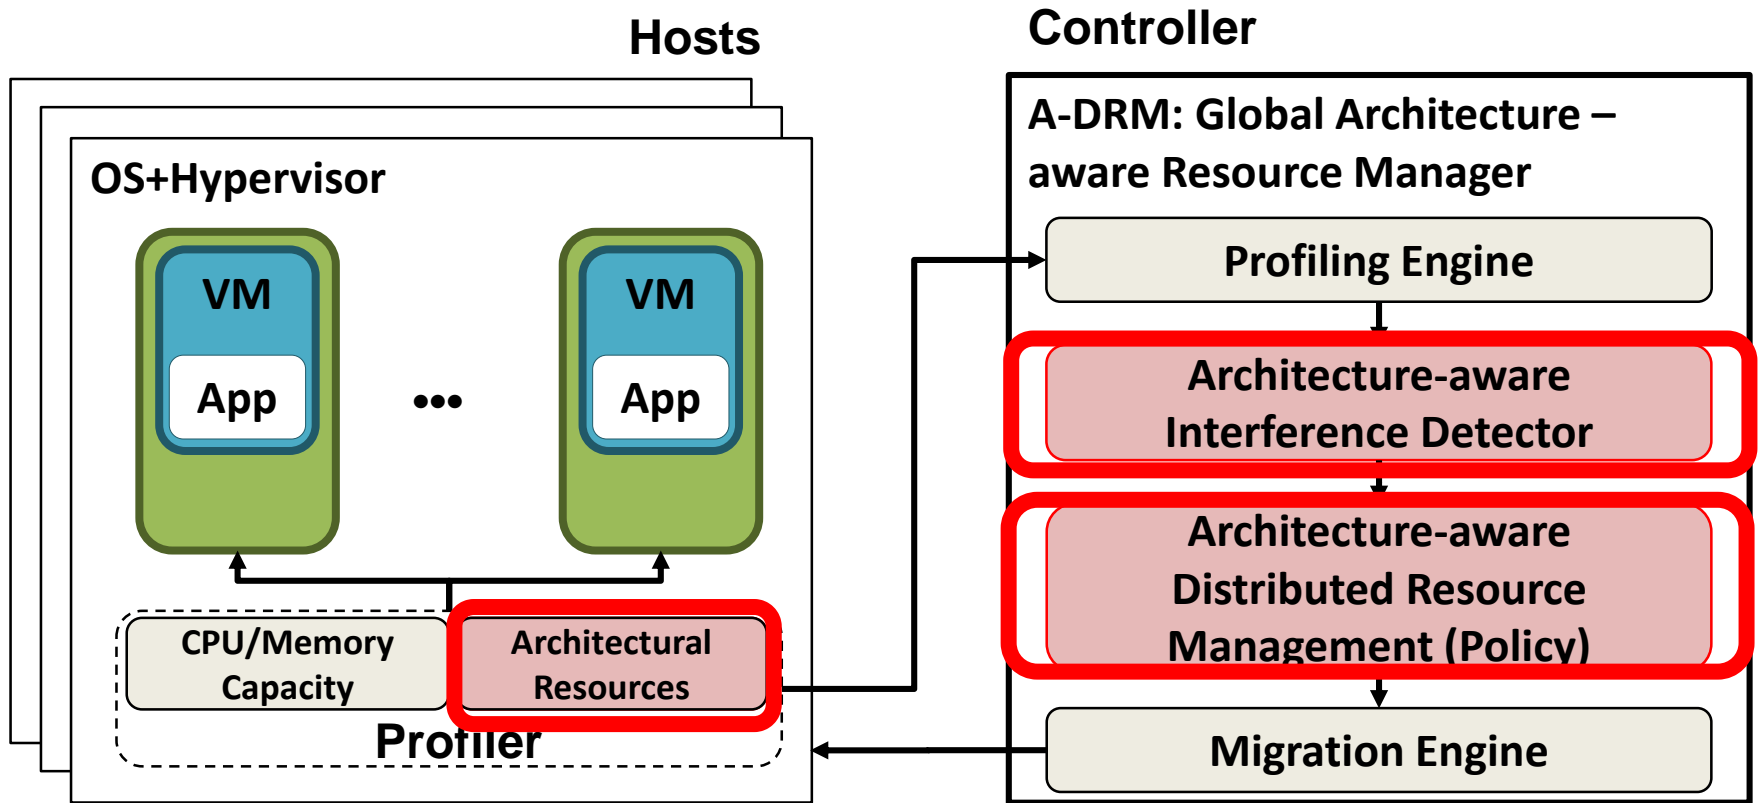 Hosts
OS+Hypervisor
VM
App
...
VM
App
CPU/Memory
Capacity
Architectural
Resources
Profiler
Controller
A-DRM: Global Architecture –
aware Resource Manager
Profiling Engine
Architecture-aware
Interference Detector
Architecture-aware
Distributed Resource
Management (Policy)
Migration Engine